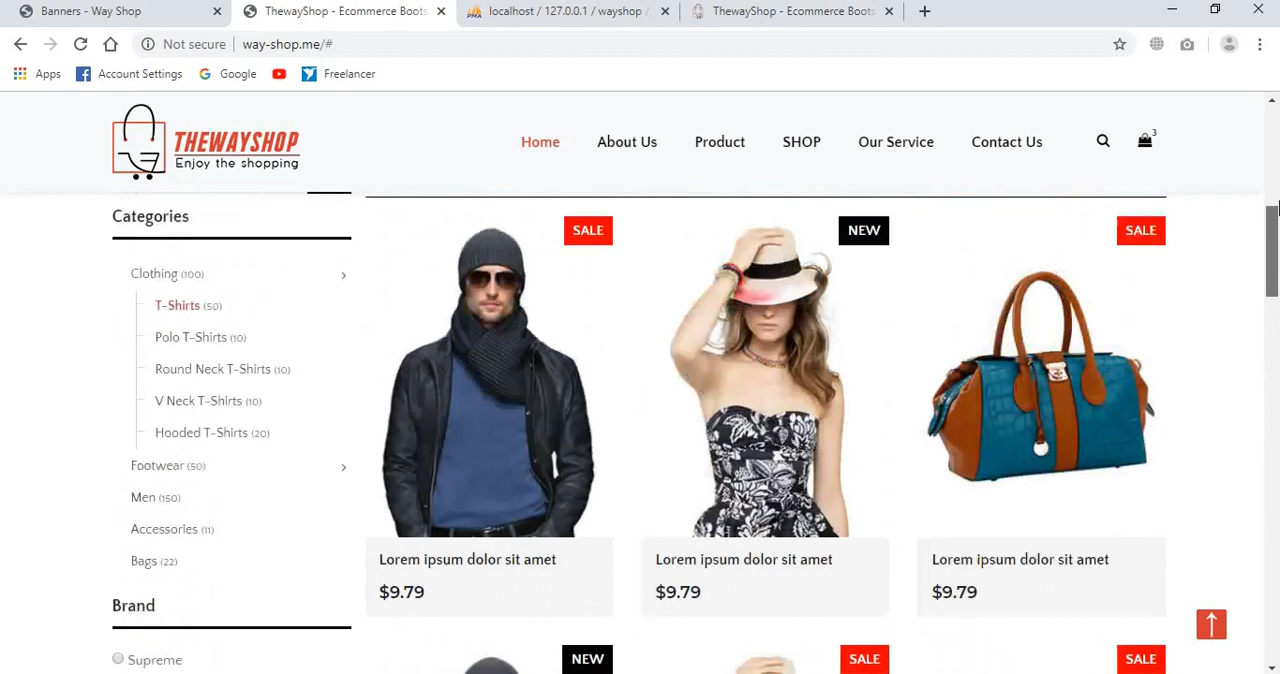 Banners - Way Shop
ThewayShop - Ecommerce Boots
localhost / 127.0.0.1 / wayshop /
ThewayShop - Ecommerce Boots
Not secure
way-shop.me/#
Apps
Account Settings
Google
Freelancer
THEWAYSHOP
Enjoy the shopping
Home
About Us
Product
SHOP
Our Service
Contact Us
3
Categories
Clothing (100)
T-Shirts (50)
Polo T-Shirts (10)
Round Neck T-Shirts (10)
V Neck T-Shirts (10)
Hooded T-Shirts (20)
Footwear (50)
Men (150)
Accessories (11)
Bags (22)
Brand
Supreme
SALE
NEW
SALE
Lorem ipsum dolor sit amet
$9.79
Lorem ipsum dolor sit amet
$9.79
Lorem ipsum dolor sit amet
$9.79
NEW
SALE
SALE